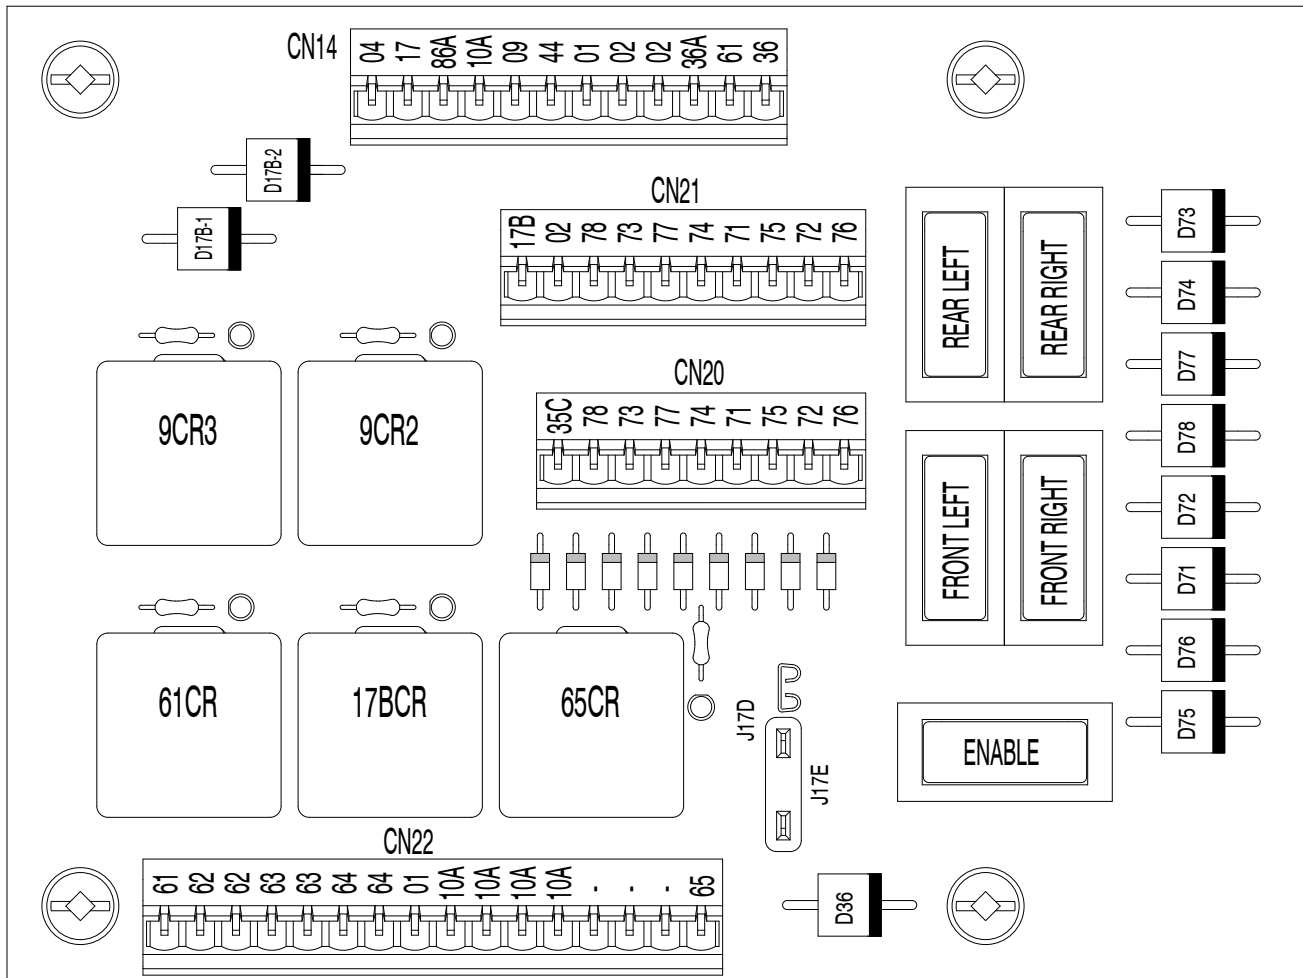 CN14
04 17 86A 10A 09 44 01 02 02 36A 61 36
D17B-2
D17B-1
CN21
17B 02 78 73 77 74 71 75 72 76
REAR LEFT
REAR RIGHT
D73
D74
D77
D78
D72
D71
D76
D75
CN20
35C 78 73 77 74 71 75 72 76
9CR3
9CR2
FRONT LEFT
FRONT RIGHT
61CR
17BCR
65CR
J17D
J17E
ENABLE
CN22
61 62 62 63 63 64 64 01 10A 10A 10A 10A - - - 65
D36